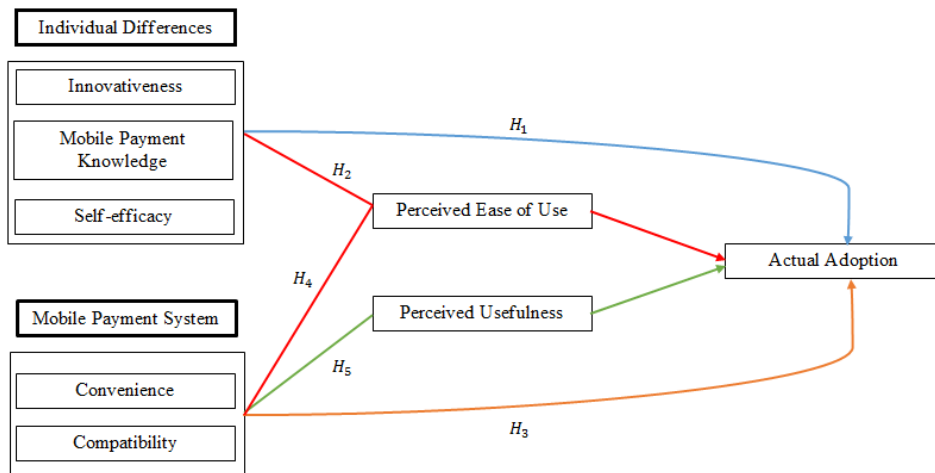 Individual Differences
Innovativeness
Mobile Payment
Knowledge
Self-efficacy
H₁
H₂
Perceived Ease of Use
Actual Adoption
H₄
Mobile Payment System
Perceived Usefulness
H₅
Convenience
Compatibility
H₃